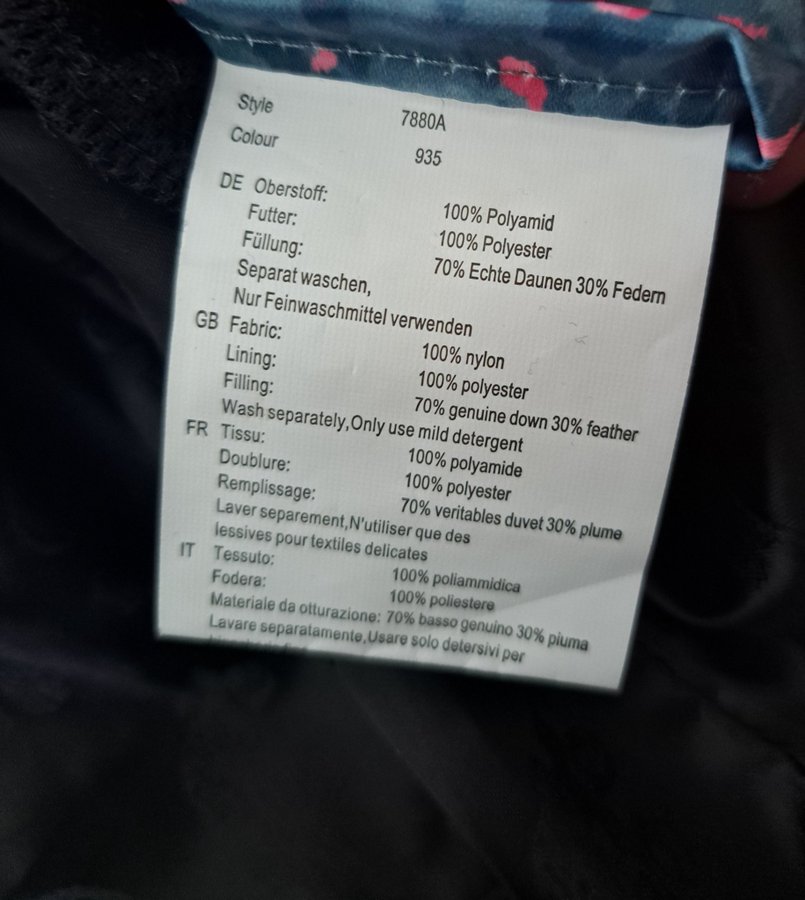 Style 7880A
Colour 935
DE Oberstoff: 100% Polyamid
Futter: 100% Polyester
Füllung: 70% Echte Daunen 30% Federn
Separat waschen,
Nur Feinwaschmittel verwenden
GB Fabric: 100% nylon
Lining: 100% polyester
Filling: 70% genuine down 30% feather
Wash separately,Only use mild detergent
FR Tissu: 100% polyamide
Doublure: 100% polyester
Remplissage: 70% veritables duvet 30% plume
Laver separement,N'utiliser que des
lessives pour textiles delicates
IT Tessuto: 100% poliammidica
Fodera: 100% poliestere
Materiale da otturazione: 70% basso genuino 30% piuma
Lavare separatamente,Usare solo detersivi per